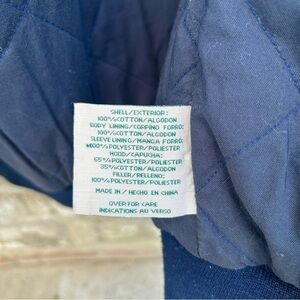 SHELL/EXTERIOR:
100%COTTON/ALGODON
BODY LINING/CORPINO FORRO:
100%COTTON/ALGODON
SLEEVE LINING/MANGA FORRO:
100%POLYESTER/POLIESTER
HOOD/CAPUCHA:
65%POLYESTER/POLIESTER
35%COTTON/ALGODON
FILLER/RELLENO:
100%POLYESTER/POLIESTER
MADE IN / HECHO EN CHINA
OVER FOR CARE
INDICATIONS AU VERSO